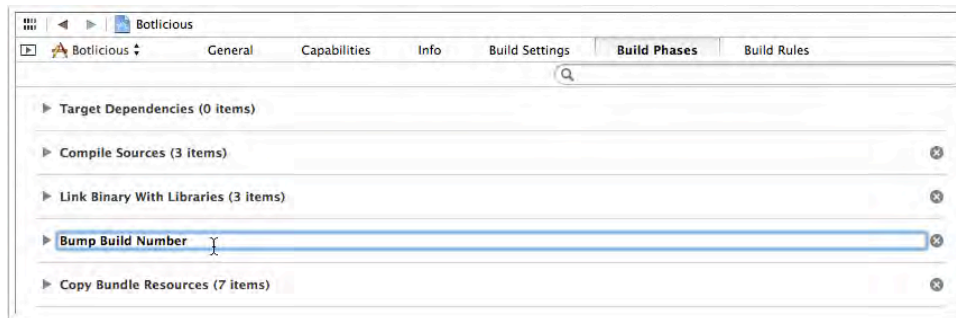 Botlicious
Botlicious General Capabilities Info Build Settings Build Phases Build Rules
Target Dependencies (0 items)
Compile Sources (3 items)
Link Binary With Libraries (3 items)
Bump Build Number
Copy Bundle Resources (7 items)